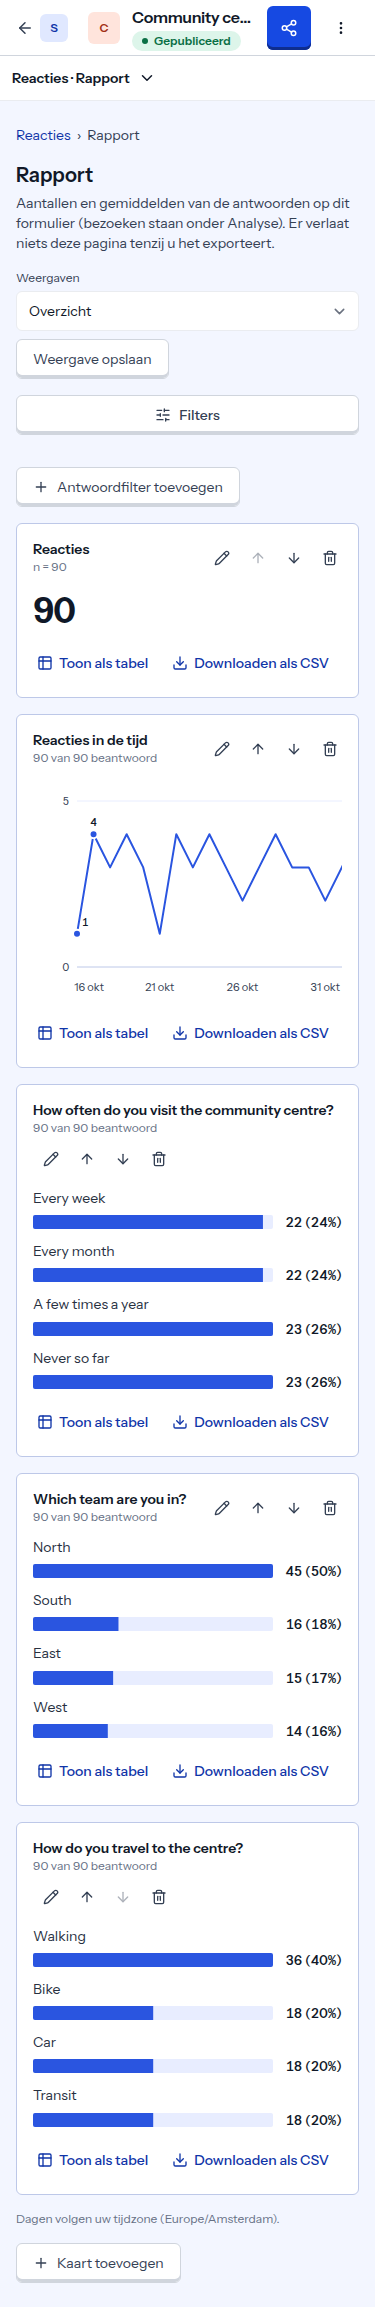 S
C
Community ce...
Gepubliceerd
Reacties · Rapport
Reacties › Rapport
Rapport
Aantallen en gemiddelden van de antwoorden op dit
formulier (bezoeken staan onder Analyse). Er verlaat
niets deze pagina tenzij u het exporteert.
Weergaven
Overzicht
Weergave opslaan
Filters
Antwoordfilter toevoegen
Reacties
n = 90
90
Toon als tabel Downloaden als CSV
Reacties in de tijd
90 van 90 beantwoord
5
4
1
0
16 okt 21 okt 26 okt 31 okt
Toon als tabel Downloaden als CSV
How often do you visit the community centre?
90 van 90 beantwoord
Every week
22 (24%)
Every month
22 (24%)
A few times a year
23 (26%)
Never so far
23 (26%)
Toon als tabel Downloaden als CSV
Which team are you in?
90 van 90 beantwoord
North
45 (50%)
South
16 (18%)
East
15 (17%)
West
14 (16%)
Toon als tabel Downloaden als CSV
How do you travel to the centre?
90 van 90 beantwoord
Walking
36 (40%)
Bike
18 (20%)
Car
18 (20%)
Transit
18 (20%)
Toon als tabel Downloaden als CSV
Dagen volgen uw tijdzone (Europe/Amsterdam).
Kaart toevoegen